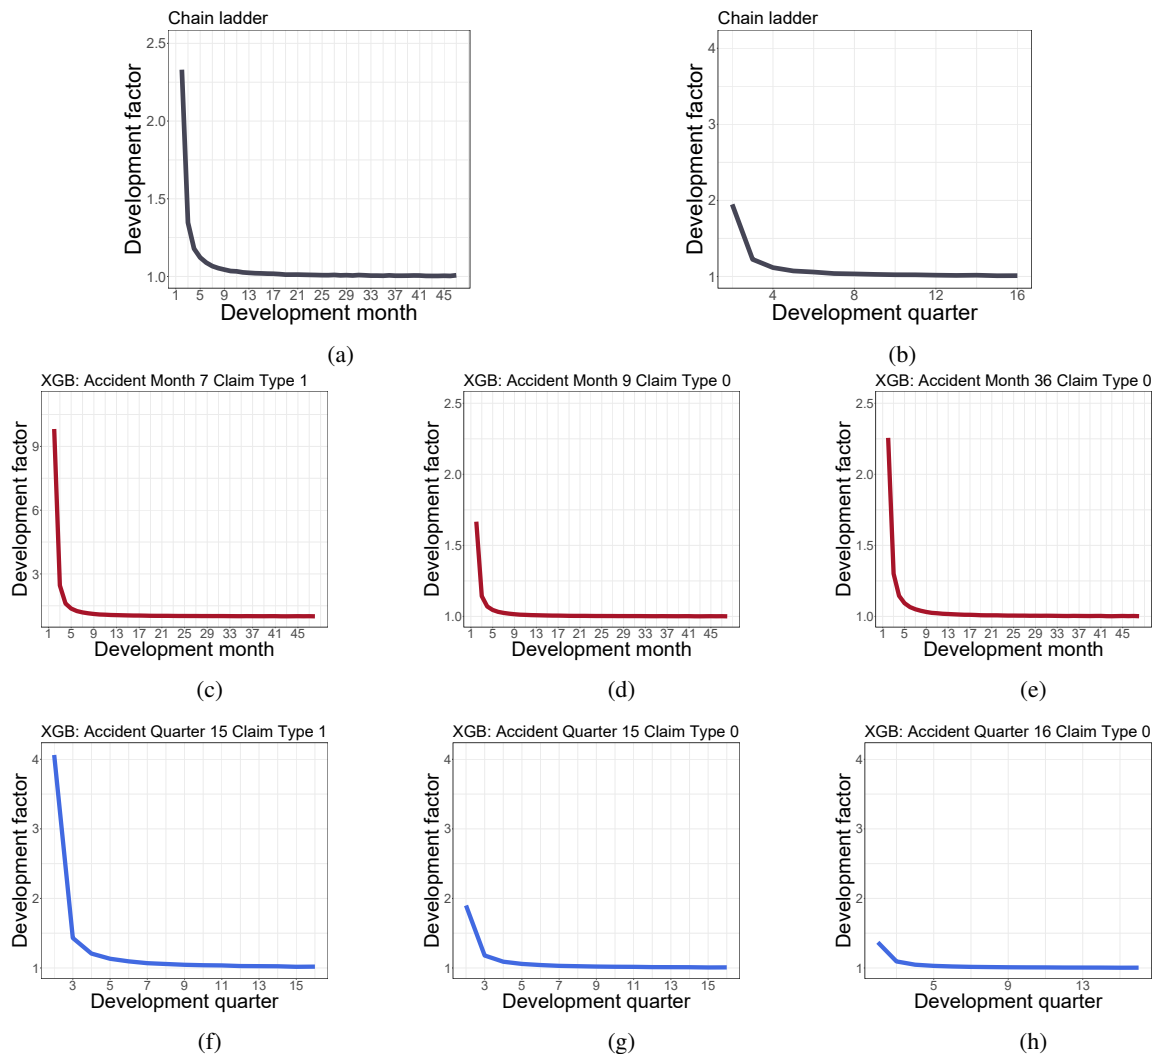 Chain ladder
Development factor
2.5
2.0
1.5
1.0
1 5 9 13 17 21 25 29 33 37 41 45
Development month
(a)
Chain ladder
Development factor
4
3
2
1
4 8 12 16
Development quarter
(b)
XGB: Accident Month 7 Claim Type 1
Development factor
9
6
3
1 5 9 13 17 21 25 29 33 37 41 45
Development month
(c)
XGB: Accident Month 9 Claim Type 0
Development factor
2.5
2.0
1.5
1.0
1 5 9 13 17 21 25 29 33 37 41 45
Development month
(d)
XGB: Accident Month 36 Claim Type 0
Development factor
2.5
2.0
1.5
1.0
1 5 9 13 17 21 25 29 33 37 41 45
Development month
(e)
XGB: Accident Quarter 15 Claim Type 1
Development factor
4
3
2
1
3 5 7 9 11 13 15
Development quarter
(f)
XGB: Accident Quarter 15 Claim Type 0
Development factor
4
3
2
1
3 5 7 9 11 13 15
Development quarter
(g)
XGB: Accident Quarter 16 Claim Type 0
Development factor
4
3
2
1
5 9 13
Development quarter
(h)